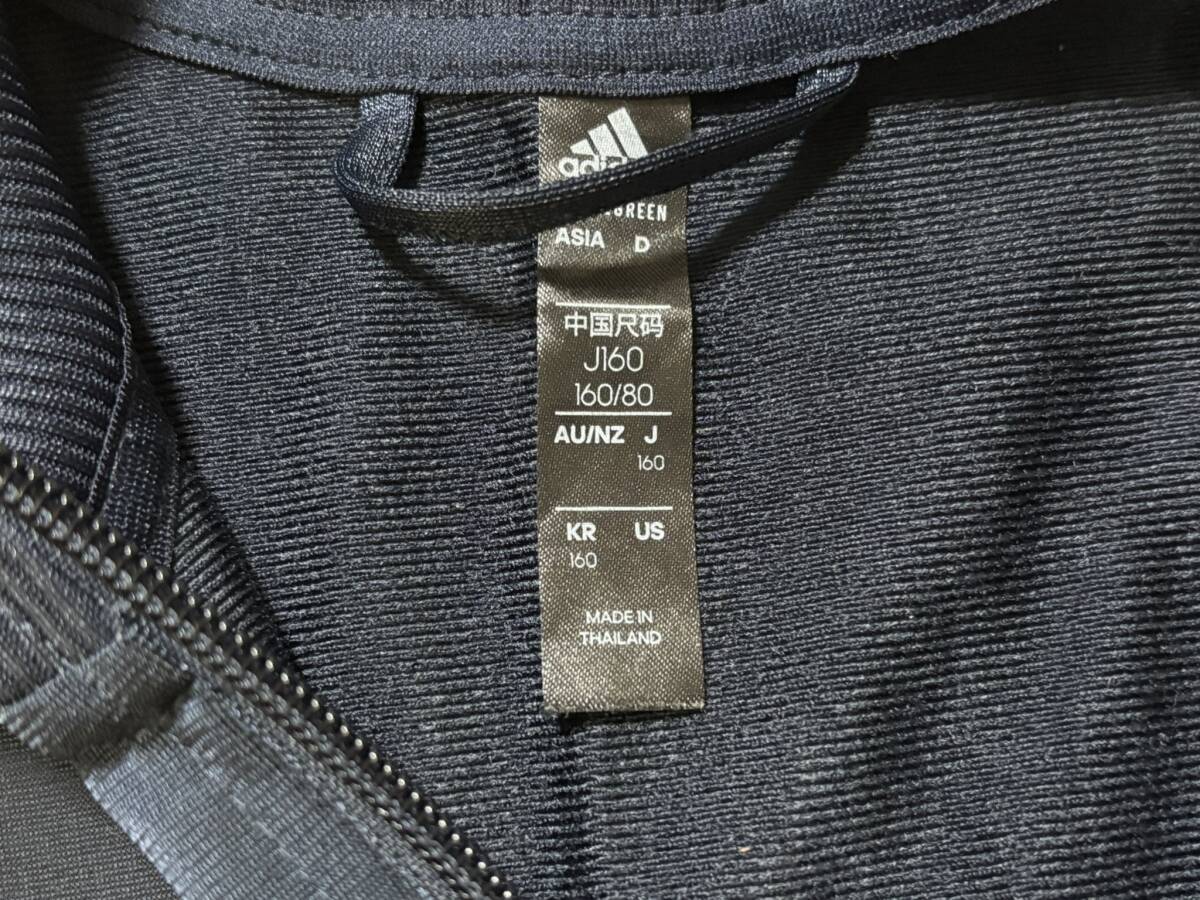 ASIA D
中国尺码
J160
160/80
AU/NZ J
160
KR US
160
MADE IN
THAILAND